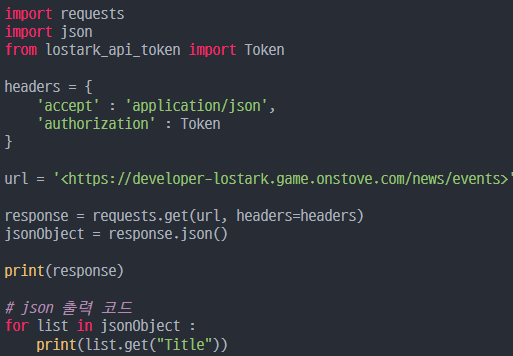 import requests
import json
from lostark_api_token import Token
headers = {
    'accept' : 'application/json',
    'authorization' : Token
}
url = '<https://developer-lostark.game.onstove.com/news/events>'
response = requests.get(url, headers=headers)
jsonObject = response.json()
print(response)
# json 출력 코드
for list in jsonObject :
    print(list.get("Title"))